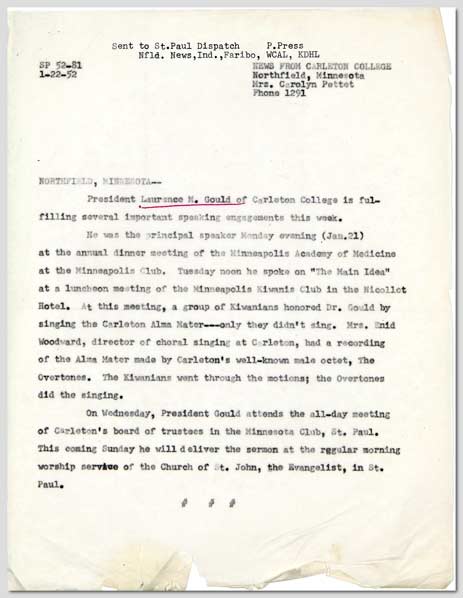 Sent to St.Paul Dispatch P.Press
Nfld. News,Ind.,Faribo, WCAL, KDHL
SP 52-81
1-22-52
NEWS FROM CARLETON COLLEGE
Northfield, Minnesota
Mrs. Carolyn Pettet
Phone 1291
NORTHFIELD, MINNESOTA--
President Laurence M. Gould of Carleton College is ful-
filling several important speaking engagements this week.
He was the principal speaker Monday evening (Jan.21)
at the annual dinner meeting of the Minneapolis Academy of Medicine
at the Minneapolis Club. Tuesday noon he spoke on "The Main Idea"
at a luncheon meeting of the Minneapolis Kiwanis Club in the Nicollet
Hotel. At this meeting, a group of Kiwanians honored Dr. Gould by
singing the Carleton Alma Mater---only they didn't sing. Mrs. Enid
Woodward, director of choral singing at Carleton, had a recording
of the Alma Mater made by Carleton's well-known male octet, The
Overtones. The Kiwanians went through the motions; the Overtones
did the singing.
On Wednesday, President Gould attends the all-day meeting
of Carleton's board of trustees in the Minnesota Club, St. Paul.
This coming Sunday he will deliver the sermon at the regular morning
worship service of the Church of St. John, the Evangelist, in St.
Paul.
# # #